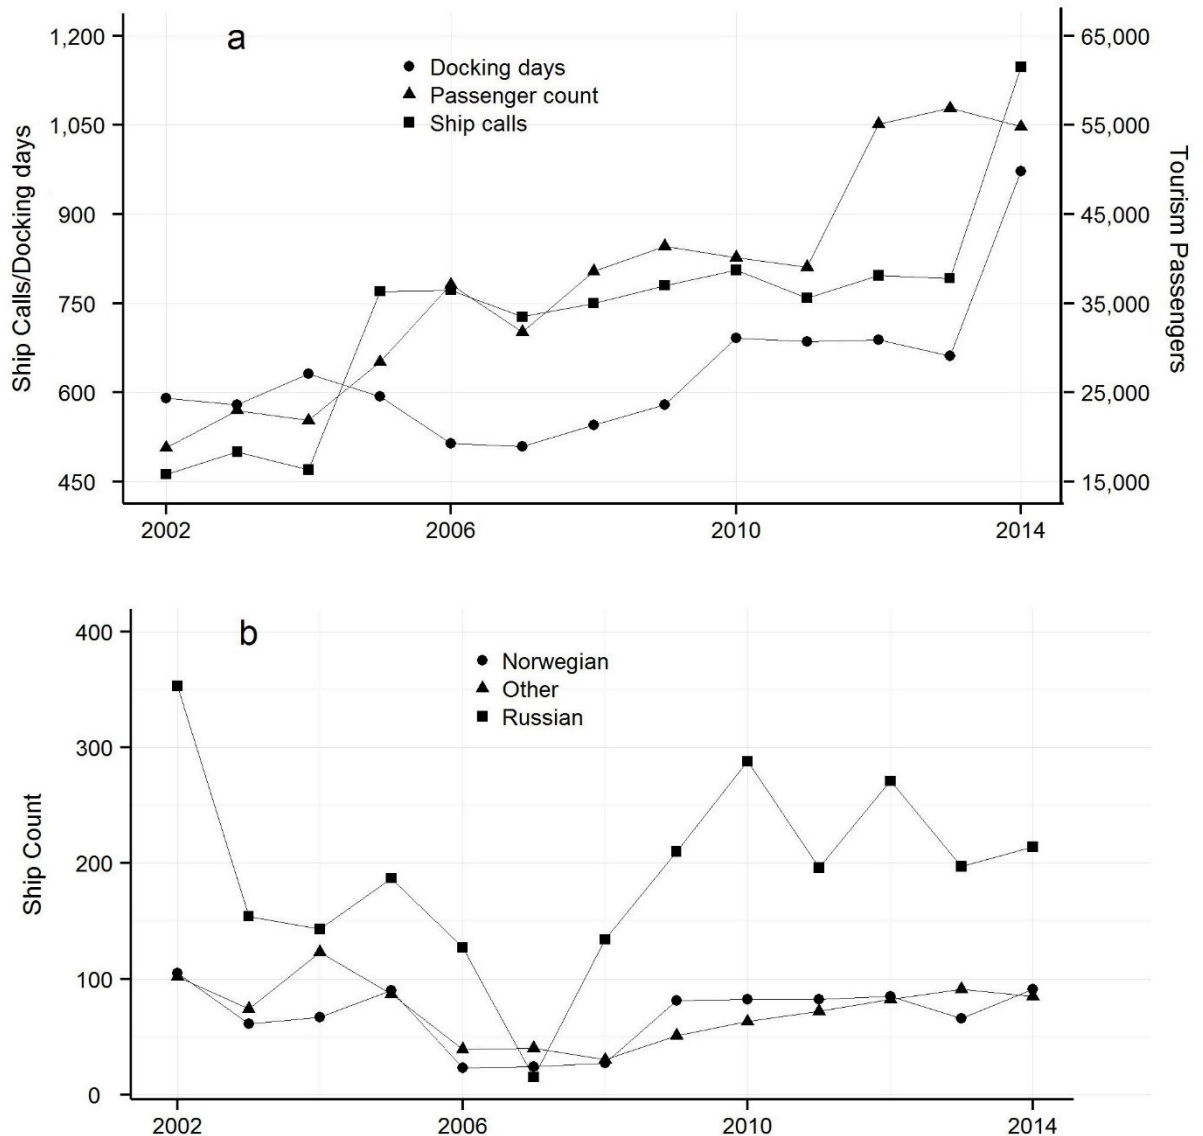 a
Docking days
Passenger count
Ship calls
Ship Calls/Docking days
1,200
1,050
900
750
600
450
65,000
55,000
45,000
35,000
25,000
15,000
Tourism Passengers
2002 2006 2010 2014
b
Norwegian
Other
Russian
Ship Count
400
300
200
100
0
2002 2006 2010 2014